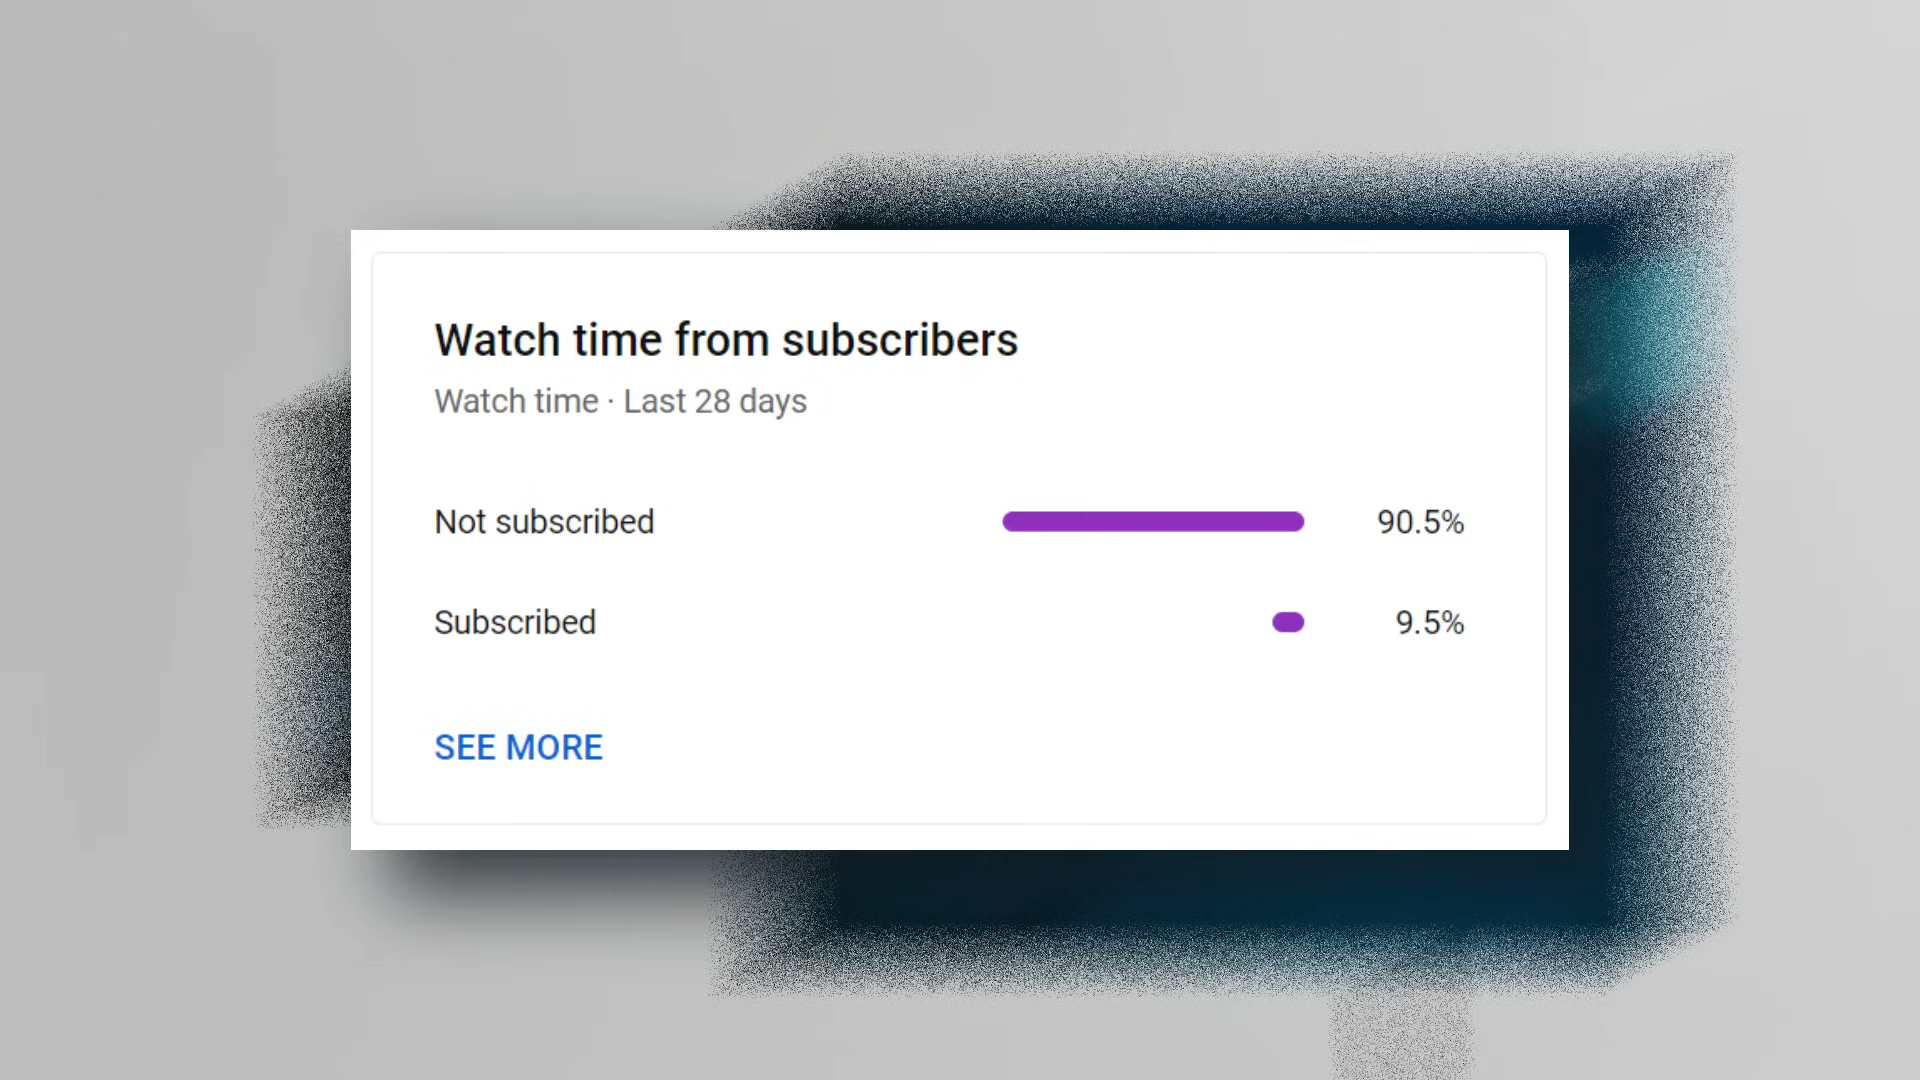 Watch time from subscribers
Watch time · Last 28 days
Not subscribed 90.5%
Subscribed 9.5%
SEE MORE